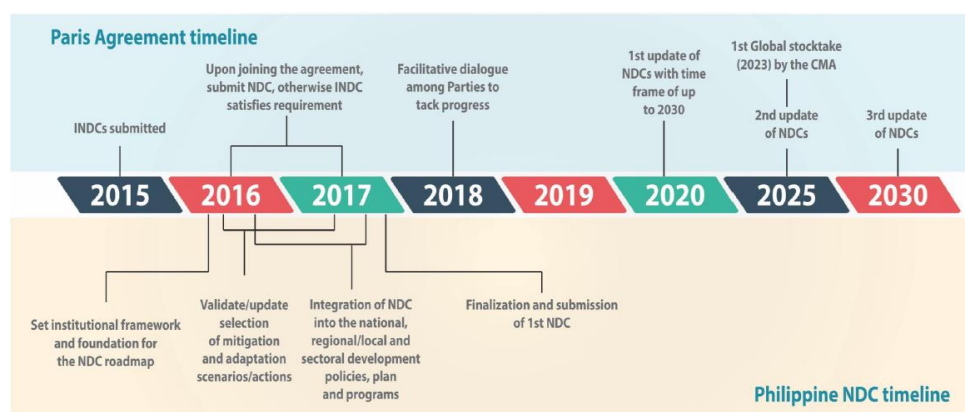 Paris Agreement timeline
INDCs submitted
Upon joining the agreement,
submit NDC, otherwise INDC
satisfies requirement
Facilitative dialogue
among Parties to
tack progress
1st update of
NDCs with time
frame of up
to 2030
1st Global stocktake
(2023) by the CMA
2nd update
of NDCs
3rd update
of NDCs
2015
2016
2017
2018
2019
2020
2025
2030
Set institutional framework
and foundation for
the NDC roadmap
Validate/update
selection
of mitigation
and adaptation
scenarios/actions
Integration of NDC
into the national,
regional/local and
sectoral development
policies, plan
and programs
Finalization and submission
of 1st NDC
Philippine NDC timeline